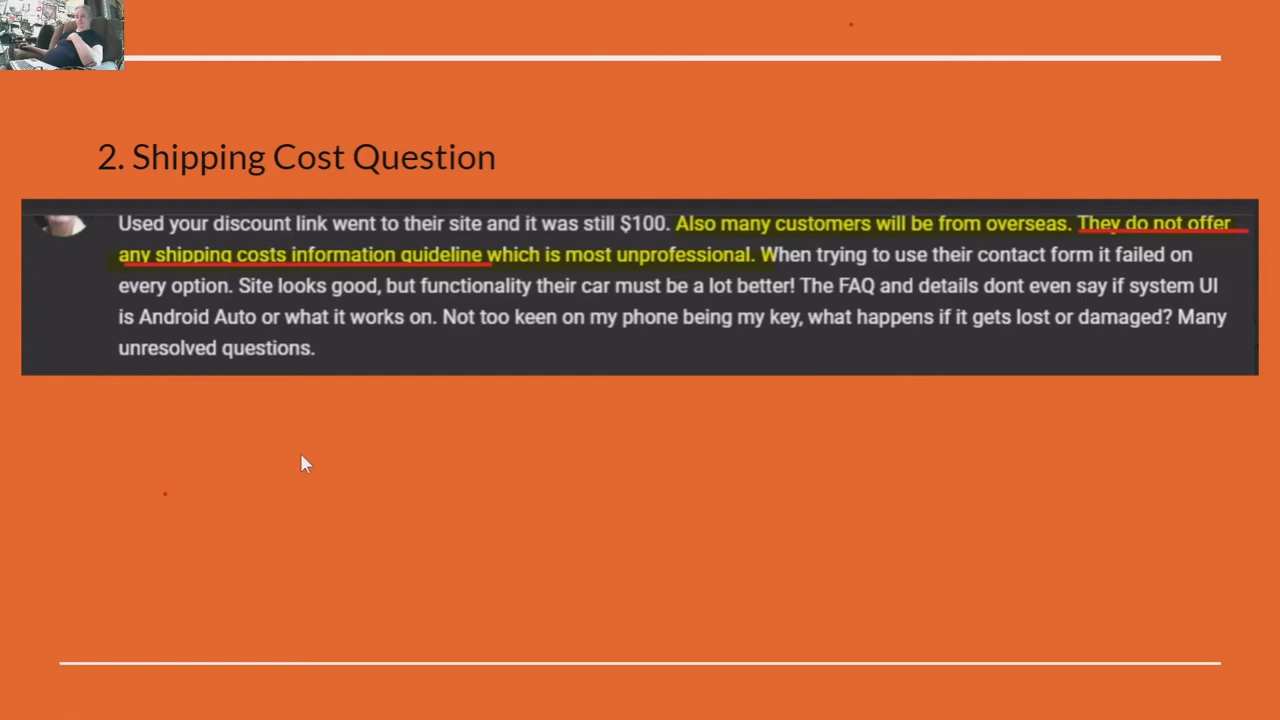 2. Shipping Cost Question
Used your discount link went to their site and it was still $100. Also many customers will be from overseas. They do not offer
any shipping costs information guideline which is most unprofessional. When trying to use their contact form it failed on
every option. Site looks good, but functionality their car must be a lot better! The FAQ and details dont even say if system UI
is Android Auto or what it works on. Not too keen on my phone being my key, what happens if it gets lost or damaged? Many
unresolved questions.